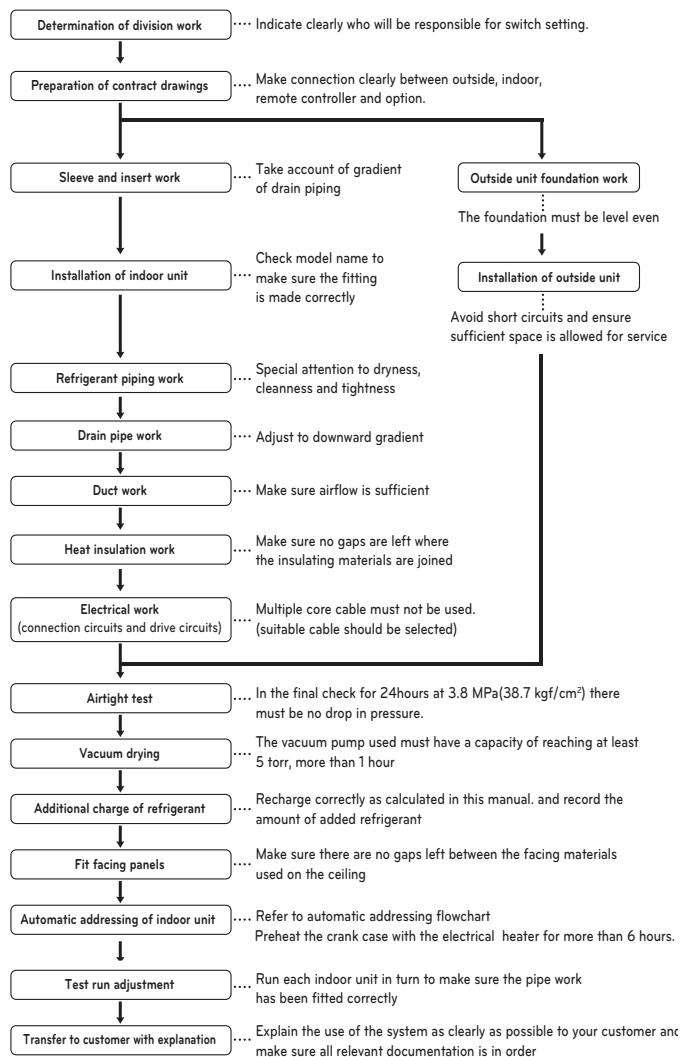 Determination of division work
Indicate clearly who will be responsible for switch setting.
Preparation of contract drawings
Make connection clearly between outside, indoor,
remote controller and option.
Sleeve and insert work
Take account of gradient
of drain piping
Outside unit foundation work
The foundation must be level even
Installation of indoor unit
Check model name to
make sure the fitting
is made correctly
Installation of outside unit
Avoid short circuits and ensure
sufficient space is allowed for service
Refrigerant piping work
Special attention to dryness,
cleanness and tightness
Drain pipe work
Adjust to downward gradient
Duct work
Make sure airflow is sufficient
Heat insulation work
Make sure no gaps are left where
the insulating materials are joined
Electrical work
(connection circuits and drive circuits)
Multiple core cable must not be used.
(suitable cable should be selected)
Airtight test
In the final check for 24hours at 3.8 MPa(38.7 kgf/cm²) there
must be no drop in pressure.
Vacuum drying
The vacuum pump used must have a capacity of reaching at least
5 torr, more than 1 hour
Additional charge of refrigerant
Recharge correctly as calculated in this manual. and record the
amount of added refrigerant
Fit facing panels
Make sure there are no gaps left between the facing materials
used on the ceiling
Automatic addressing of indoor unit
Refer to automatic addressing flowchart
Preheat the crank case with the electrical heater for more than 6 hours.
Test run adjustment
Run each indoor unit in turn to make sure the pipe work
has been fitted correctly
Transfer to customer with explanation
Explain the use of the system as clearly as possible to your customer and
make sure all relevant documentation is in order